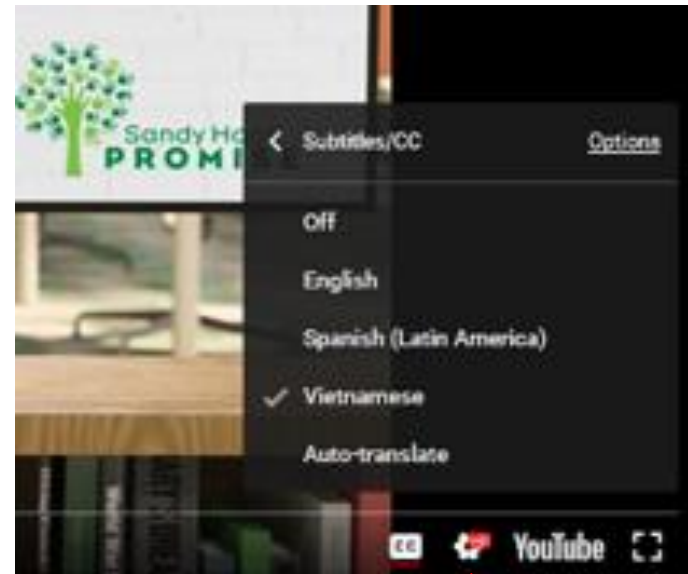 Sandy Ho
PROMI
Subtitles/CC
Options
Off
English
Spanish (Latin America)
Vietnamese
Auto-translate
CC
YouTube